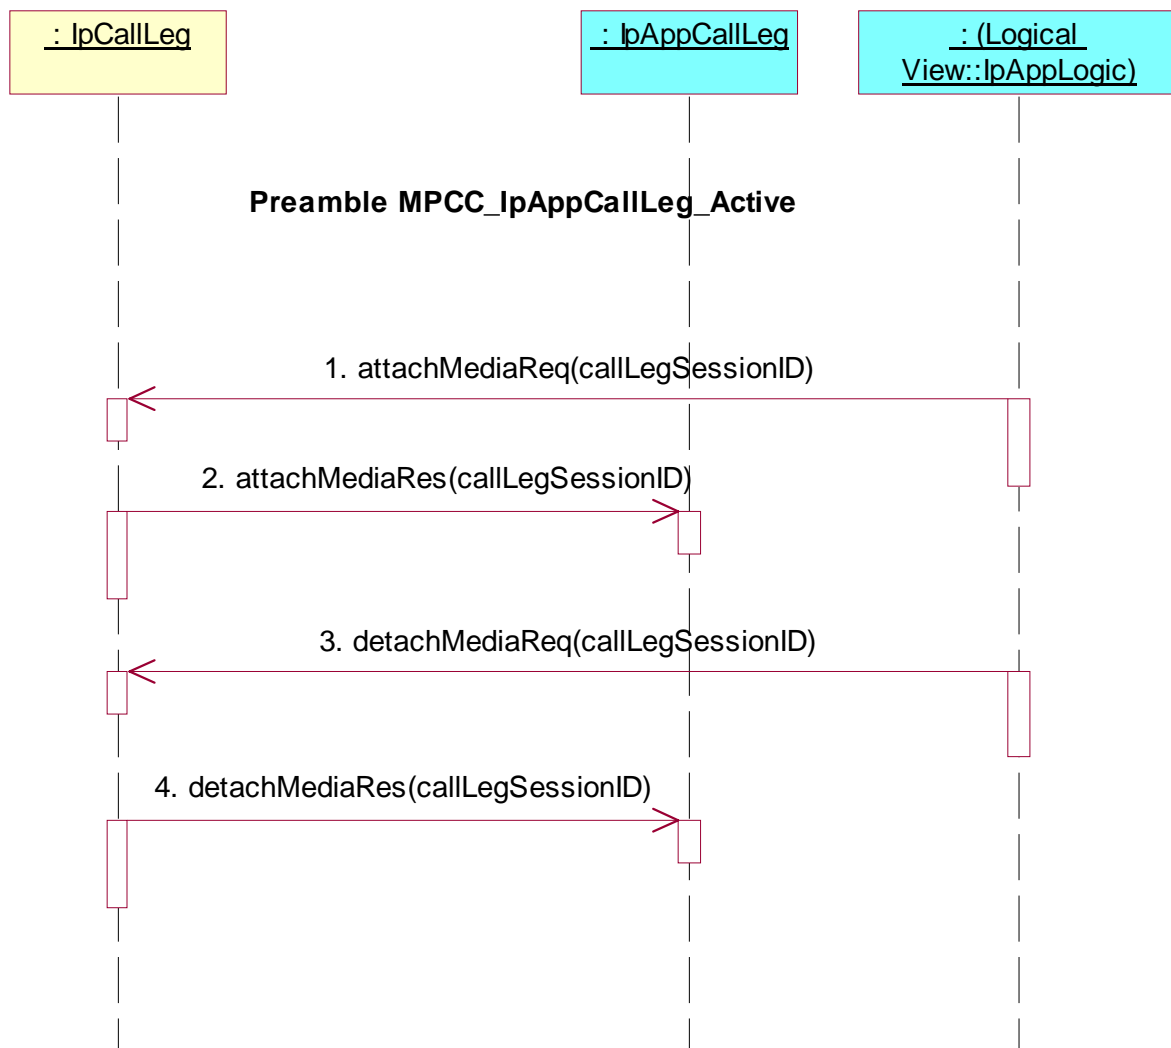 : IpCallLeg
: IpAppCallLeg
: (Logical
View::IpAppLogic)
Preamble MPCC_IpAppCallLeg_Active
1. attachMediaReq(callLegSessionID)
2. attachMediaRes(callLegSessionID)
3. detachMediaReq(callLegSessionID)
4. detachMediaRes(callLegSessionID)